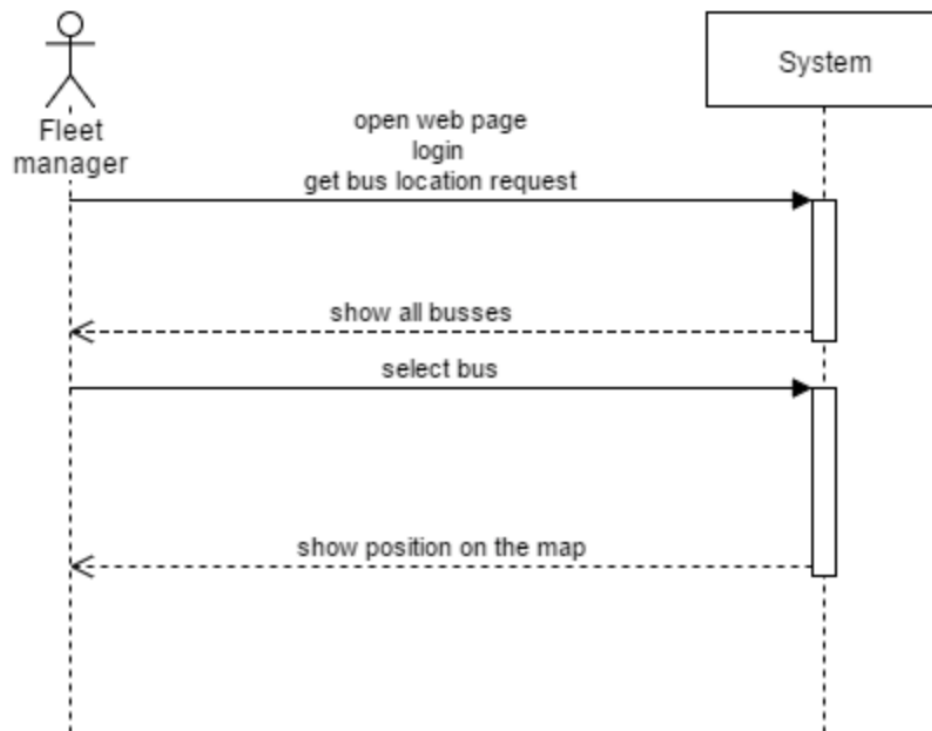 Fleet
manager
System
open web page
login
get bus location request
show all busses
select bus
show position on the map